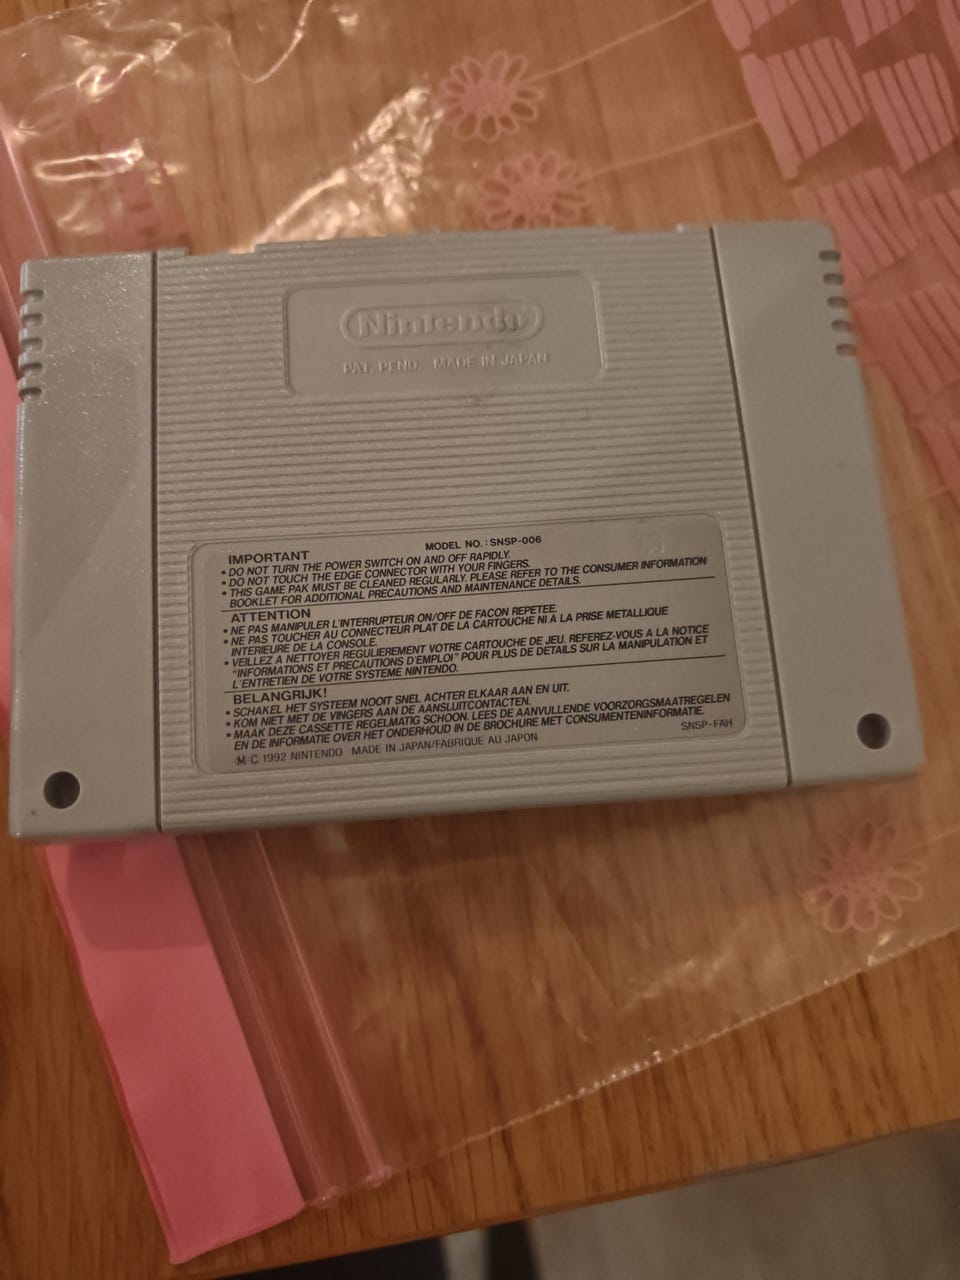 Nintendo
PAT. PEND. MADE IN JAPAN
MODEL NO. : SNSP-006
IMPORTANT
• DO NOT TURN THE POWER SWITCH ON AND OFF RAPIDLY.
• DO NOT TOUCH THE EDGE CONNECTOR WITH YOUR FINGERS.
• THIS GAME PAK MUST BE CLEANED REGULARLY. PLEASE REFER TO THE CONSUMER INFORMATION
BOOKLET FOR ADDITIONAL PRECAUTIONS AND MAINTENANCE DETAILS.
ATTENTION
• NE PAS MANIPULER L'INTERRUPTEUR ON/OFF DE FACON REPETEE.
• NE PAS TOUCHER AU CONNECTEUR PLAT DE LA CARTOUCHE NI A LA PRISE METALLIQUE
INTERIEURE DE LA CONSOLE.
• VEILLEZ A NETTOYER REGULIEREMENT VOTRE CARTOUCHE DE JEU. REFEREZ-VOUS A LA NOTICE
"INFORMATIONS ET PRECAUTIONS D'EMPLOI" POUR PLUS DE DETAILS SUR LA MANIPULATION ET
L'ENTRETIEN DE VOTRE SYSTEME NINTENDO.
BELANGRIJK!
• SCHAKEL HET SYSTEEM NOOIT SNEL ACHTER ELKAAR AAN EN UIT.
• KOM NIET MET DE VINGERS AAN DE AANSLUITCONTACTEN.
• MAAK DEZE CASSETTE REGELMATIG SCHOON. LEES DE AANVULLENDE VOORZORGSMAATREGELEN
EN DE INFORMATIE OVER HET ONDERHOUD IN DE BROCHURE MET CONSUMENTENINFORMATIE.
Ⓜ Ⓒ 1992 NINTENDO MADE IN JAPAN/FABRIQUE AU JAPON
SNSP-FAH